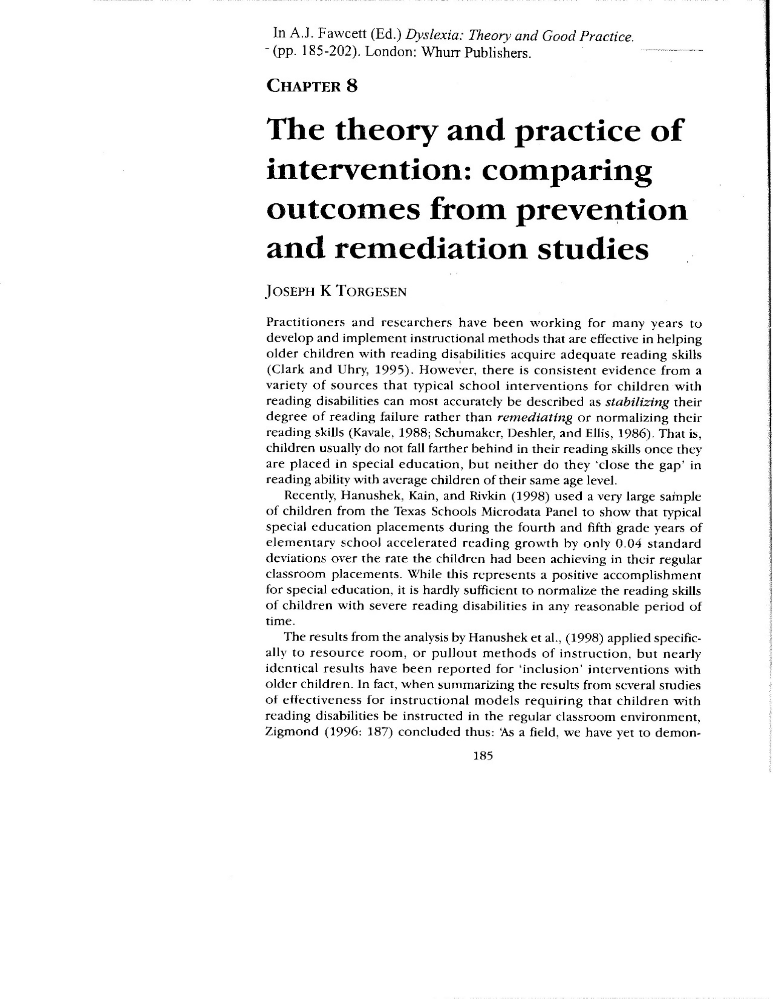 In A.J. Fawcett (Ed.) Dyslexia: Theory and Good Practice.
- (pp. 185-202). London: Whurr Publishers.
CHAPTER 8
The theory and practice of
intervention: comparing
outcomes from prevention
and remediation studies
JOSEPH K TORGESEN
Practitioners and researchers have been working for many years to
develop and implement instructional methods that are effective in helping
older children with reading disabilities acquire adequate reading skills
(Clark and Uhry, 1995). However, there is consistent evidence from a
variety of sources that typical school interventions for children with
reading disabilities can most accurately be described as stabilizing their
degree of reading failure rather than remediating or normalizing their
reading skills (Kavale, 1988; Schumaker, Deshler, and Ellis, 1986). That is,
children usually do not fall farther behind in their reading skills once they
are placed in special education, but neither do they 'close the gap' in
reading ability with average children of their same age level.
Recently, Hanushek, Kain, and Rivkin (1998) used a very large sample
of children from the Texas Schools Microdata Panel to show that typical
special education placements during the fourth and fifth grade years of
elementary school accelerated reading growth by only 0.04 standard
deviations over the rate the children had been achieving in their regular
classroom placements. While this represents a positive accomplishment
for special education, it is hardly sufficient to normalize the reading skills
of children with severe reading disabilities in any reasonable period of
time.
The results from the analysis by Hanushek et al., (1998) applied specific-
ally to resource room, or pullout methods of instruction, but nearly
identical results have been reported for 'inclusion' interventions with
older children. In fact, when summarizing the results from several studies
of effectiveness for instructional models requiring that children with
reading disabilities be instructed in the regular classroom environment,
Zigmond (1996: 187) concluded thus: 'As a field, we have yet to demon-
185